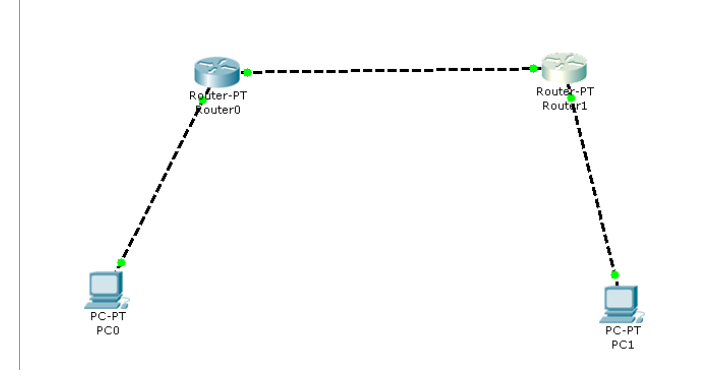 Router-PT
Router0
Router-PT
Router1
PC-PT
PC0
PC-PT
PC1